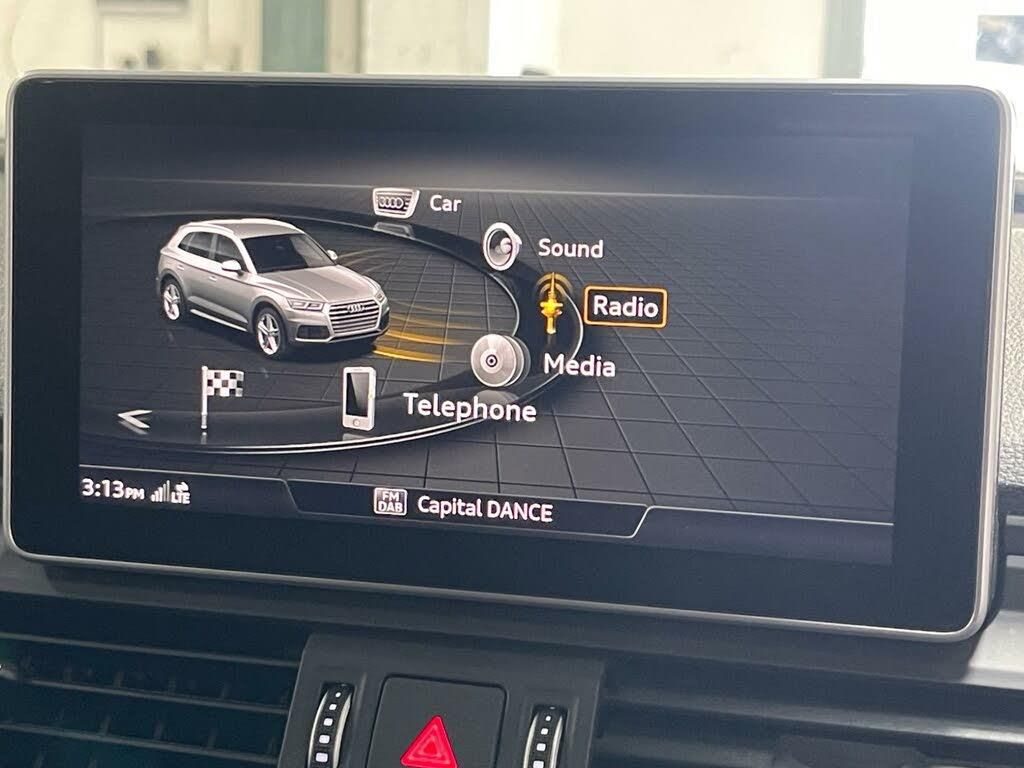 Car
Sound
Radio
Media
Telephone
3:13PM LTE
FM
DAB
Capital DANCE